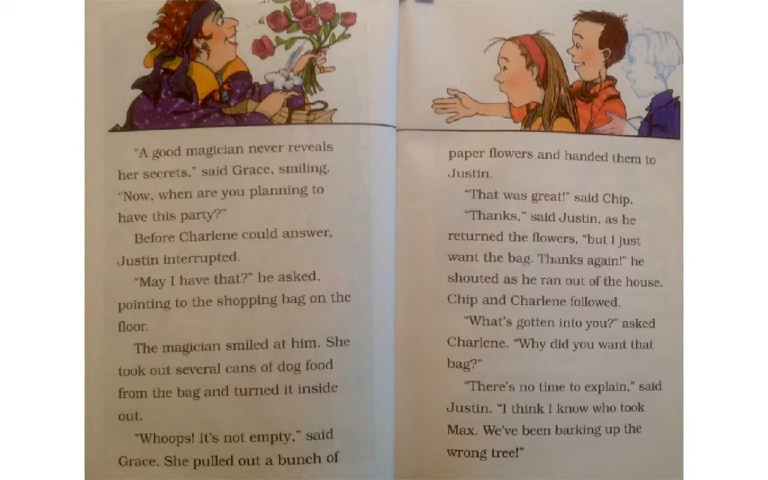 "A good magician never reveals
her secrets," said Grace, smiling.
"Now, when are you planning to
have this party?"
Before Charlene could answer,
Justin interrupted.
"May I have that?" he asked,
pointing to the shopping bag on the
floor.
The magician smiled at him. She
took out several cans of dog food
from the bag and turned it inside
out.
"Whoops! It's not empty," said
Grace. She pulled out a bunch of
paper flowers and handed them to
Justin.
"That was great!" said Chip.
"Thanks," said Justin, as he
returned the flowers, "but I just
want the bag. Thanks again!" he
shouted as he ran out of the house.
Chip and Charlene followed.
"What's gotten into you?" asked
Charlene. "Why did you want that
bag?"
"There's no time to explain," said
Justin. "I think I know who took
Max. We've been barking up the
wrong tree!"